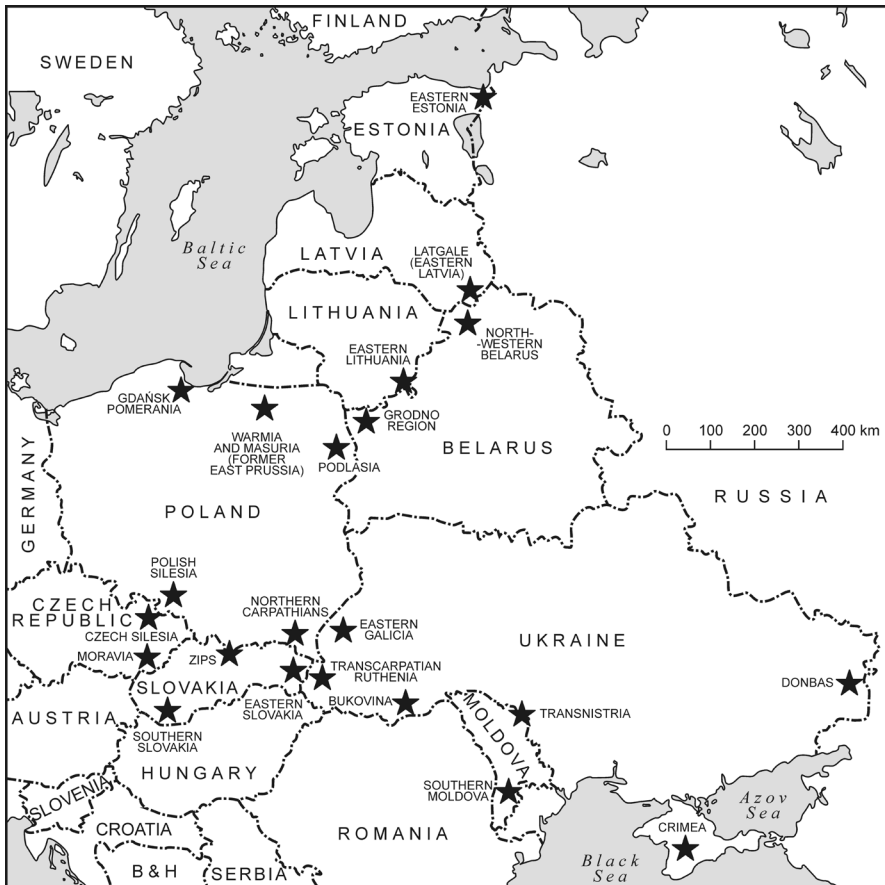 FINLAND
SWEDEN
EASTERN
ESTONIA
ESTONIA
Baltic
Sea
LATVIA
LATGALE
(EASTERN
LATVIA)
LITHUANIA
NORTH-
-WESTERN
BELARUS
EASTERN
LITHUANIA
GDAŃSK
POMERANIA
WARMIA
AND MASURIA
(FORMER
EAST PRUSSIA)
PODLASIA
GRODNO
REGION
BELARUS
0 100 200 300 400 km
GERMANY
POLAND
RUSSIA
POLISH
SILESIA
CZECH
REPUBLIC
CZECH SILESIA
MORAVIA
NORTHERN
CARPATHIANS
EASTERN
GALICIA
UKRAINE
ZIPS
TRANSCARPATIAN
RUTHENIA
SLOVAKIA
EASTERN
SLOVAKIA
BUKOVINA
DONBAS
AUSTRIA
SOUTHERN
SLOVAKIA
MOLDOVA
TRANSNISTRIA
HUNGARY
SOUTHERN
MOLDOVA
SLOVENIA
CROATIA
ROMANIA
Azov
Sea
CRIMEA
B&H
SERBIA
Black
Sea